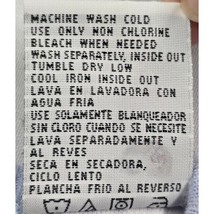 MACHINE WASH COLD
USE ONLY NON CHLORINE
BLEACH WHEN NEEDED
WASH SEPARATELY, INSIDE OUT
TUMBLE DRY LOW
COOL IRON INSIDE OUT
LAVA EN LAVADORA CON
AGUA FRIA
USE SOLAMENTE BLANQUEADOR
SIN CLORO CUANDO SE NECESITE
LAVA SEPARADAMENTE Y
AL REVES
SECA EN SECADORA,
CICLO LENTO
PLANCHA FRIO AL REVERSO